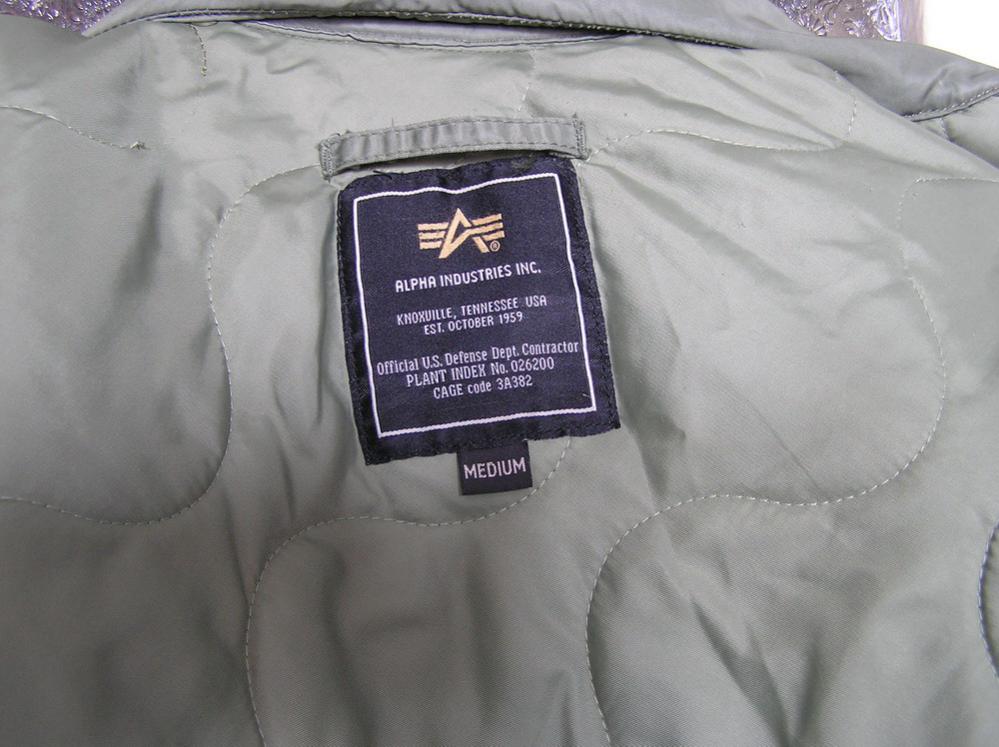 ®
ALPHA INDUSTRIES INC.
KNOXVILLE, TENNESSEE USA
EST. OCTOBER 1959
Official U.S. Defense Dept. Contractor
PLANT INDEX No. 026200
CAGE code 3A382
MEDIUM